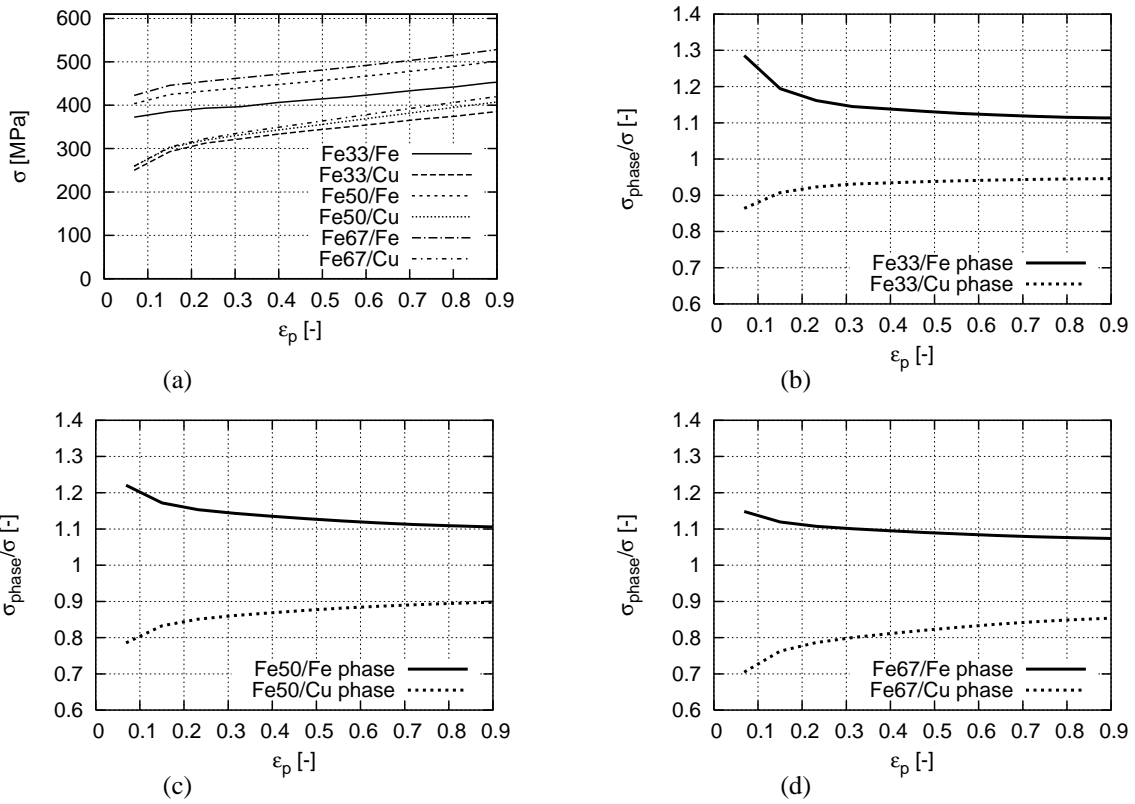 600
500
400
300
200
100
0
σ [MPa]
Fe33/Fe
Fe33/Cu
Fe50/Fe
Fe50/Cu
Fe67/Fe
Fe67/Cu
0 0.1 0.2 0.3 0.4 0.5 0.6 0.7 0.8 0.9
εp [-]
(a)
1.4
1.3
1.2
1.1
1
0.9
0.8
0.7
0.6
σphase/σ [-]
Fe33/Fe phase
Fe33/Cu phase
0 0.1 0.2 0.3 0.4 0.5 0.6 0.7 0.8 0.9
εp [-]
(b)
1.4
1.3
1.2
1.1
1
0.9
0.8
0.7
0.6
σphase/σ [-]
Fe50/Fe phase
Fe50/Cu phase
0 0.1 0.2 0.3 0.4 0.5 0.6 0.7 0.8 0.9
εp [-]
(c)
1.4
1.3
1.2
1.1
1
0.9
0.8
0.7
0.6
σphase/σ [-]
Fe67/Fe phase
Fe67/Cu phase
0 0.1 0.2 0.3 0.4 0.5 0.6 0.7 0.8 0.9
εp [-]
(d)